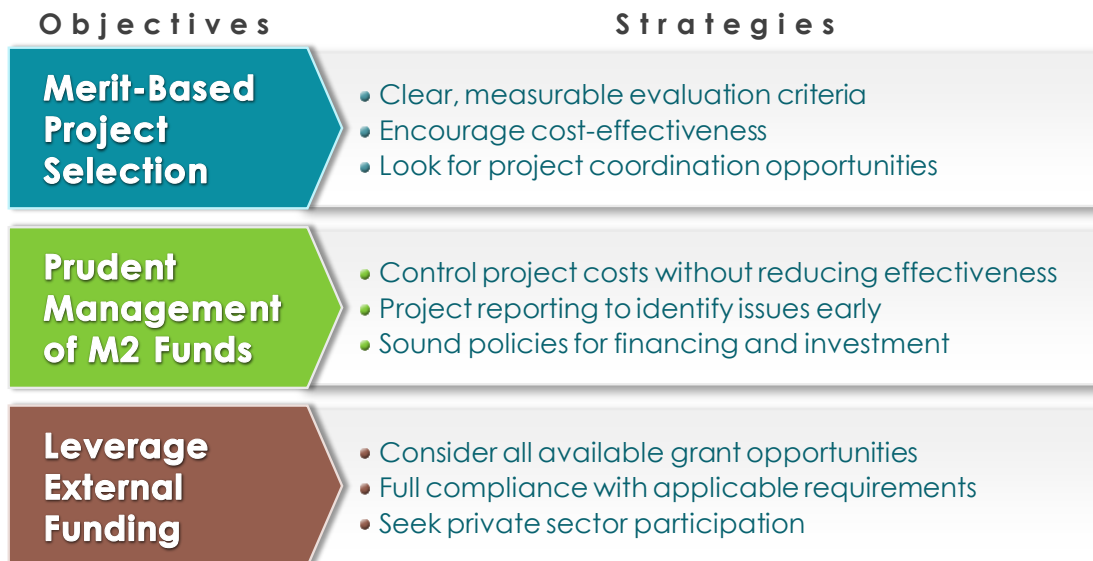 Objectives
Strategies
Merit-Based
Project
Selection
Clear, measurable evaluation criteria
Encourage cost-effectiveness
Look for project coordination opportunities
Prudent
Management
of M2 Funds
Control project costs without reducing effectiveness
Project reporting to identify issues early
Sound policies for financing and investment
Leverage
External
Funding
Consider all available grant opportunities
Full compliance with applicable requirements
Seek private sector participation